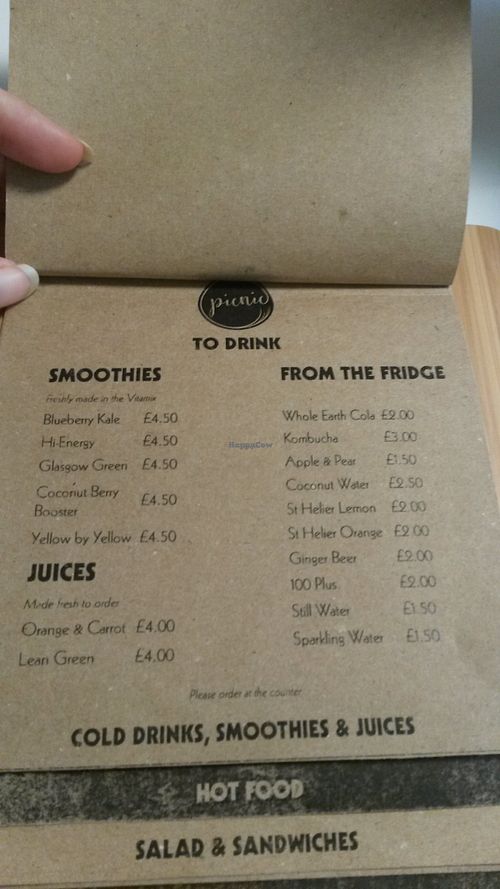 picnic
TO DRINK
SMOOTHIES
Freshly made in the Vitamix
Blueberry Kale £4.50
Hi-Energy £4.50
Glasgow Green £4.50
Coconut Berry
Booster £4.50
Yellow by Yellow £4.50
JUICES
Made fresh to order
Orange & Carrot £4.00
Lean Green £4.00
FROM THE FRIDGE
Whole Earth Cola £2.00
Kombucha £3.00
Apple & Pear £1.50
Coconut Water £2.50
St Helier Lemon £2.00
St Helier Orange £2.00
Ginger Beer £2.00
100 Plus £2.00
Still Water £1.50
Sparkling Water £1.50
HappyCow
Please order at the counter
COLD DRINKS, SMOOTHIES & JUICES
HOT FOOD
SALAD & SANDWICHES